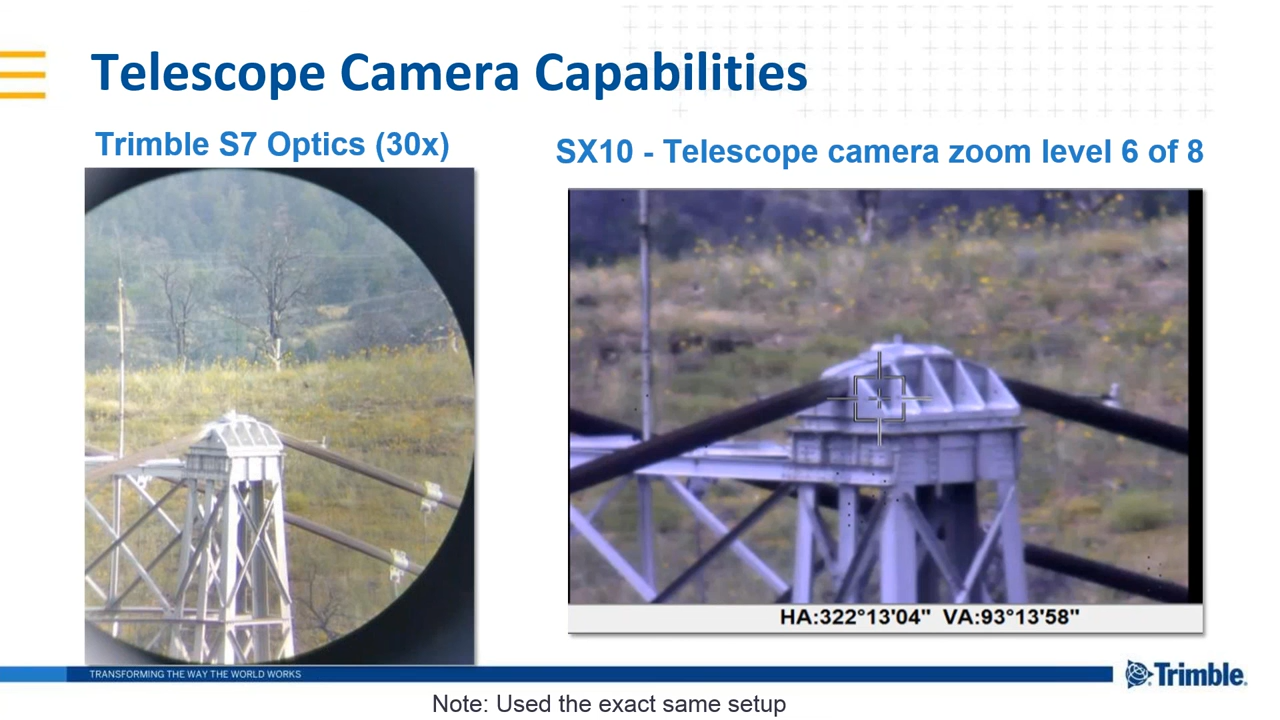 Telescope Camera Capabilities
Trimble S7 Optics (30x)
SX10 - Telescope camera zoom level 6 of 8
HA:322°13'04" VA:93°13'58"
TRANSFORMING THE WAY THE WORLD WORKS
Trimble.
Note: Used the exact same setup